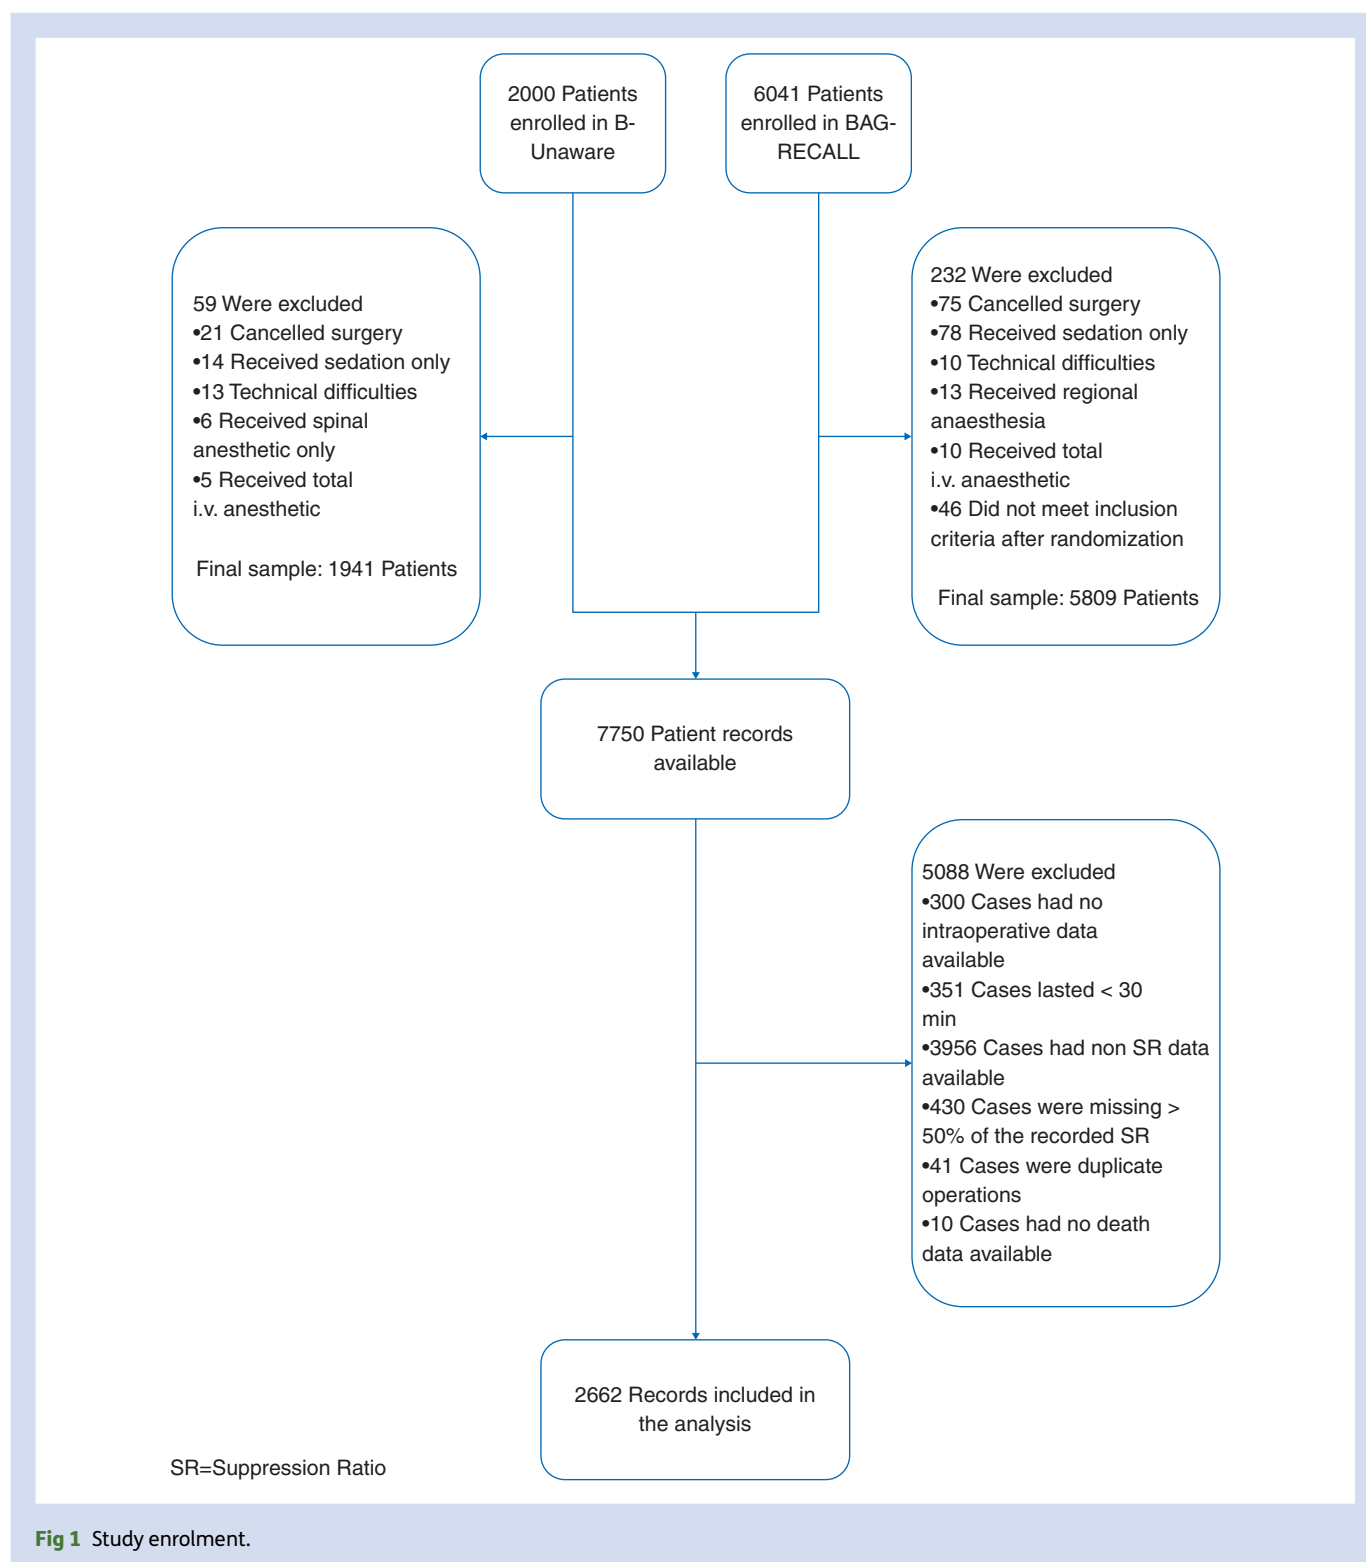 2000 Patients
enrolled in B-
Unaware
6041 Patients
enrolled in BAG-
RECALL
59 Were excluded
•21 Cancelled surgery
•14 Received sedation only
•13 Technical difficulties
•6 Received spinal
anesthetic only
•5 Received total
i.v. anesthetic
Final sample: 1941 Patients
232 Were excluded
•75 Cancelled surgery
•78 Received sedation only
•10 Technical difficulties
•13 Received regional
anaesthesia
•10 Received total
i.v. anaesthetic
•46 Did not meet inclusion
criteria after randomization
Final sample: 5809 Patients
7750 Patient records
available
5088 Were excluded
•300 Cases had no
intraoperative data
available
•351 Cases lasted < 30
min
•3956 Cases had non SR data
available
•430 Cases were missing >
50% of the recorded SR
•41 Cases were duplicate
operations
•10 Cases had no death
data available
2662 Records included in
the analysis
SR=Suppression Ratio
Fig 1 Study enrolment.